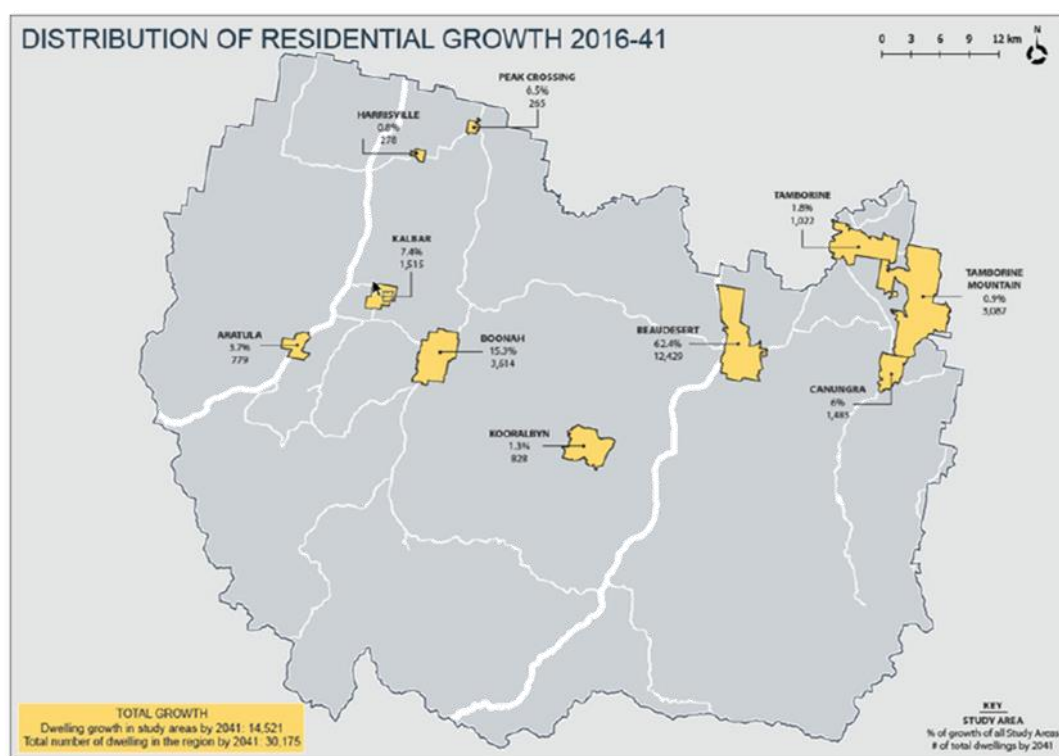 DISTRIBUTION OF RESIDENTIAL GROWTH 2016-41
0 3 6 9 12 km
N
PEAK CROSSING
6.5%
265
HARRISVILLE
0.8%
278
TAMBORINE
1.8%
1,022
KALBAR
7.4%
1,515
TAMBORINE
MOUNTAIN
0.9%
3,087
ARATULA
3.7%
779
BOONAH
15.3%
3,614
BEAUDESERT
62.4%
12,429
CANUNGRA
6%
1,485
KOORALBYN
1.3%
828
TOTAL GROWTH
Dwelling growth in study areas by 2041: 14,521
Total number of dwelling in the region by 2041: 30,175
KEY
STUDY AREA
% of growth of all Study Areas
# of total dwellings by 2041